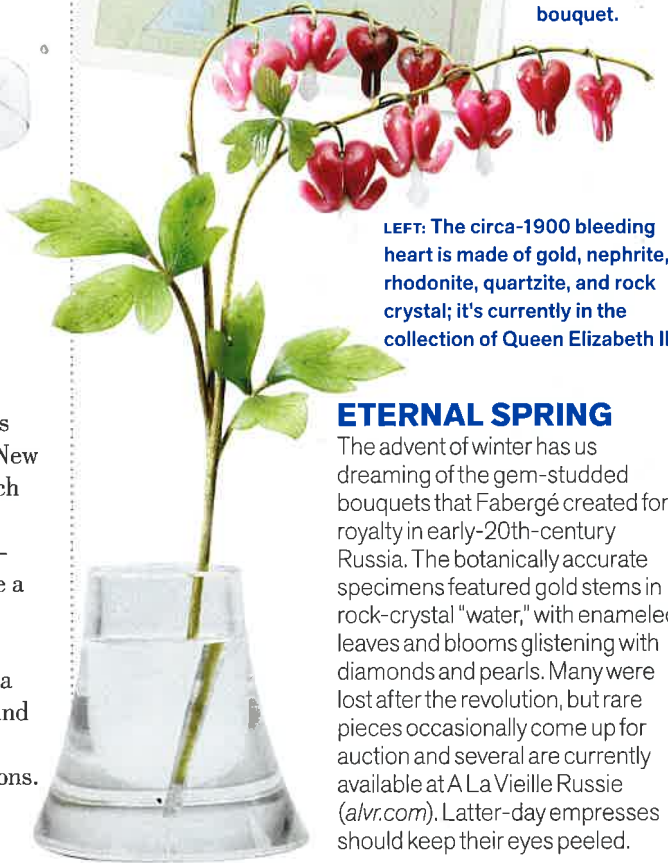 bouquet.
LEFT: The circa-1900 bleeding
heart is made of gold, nephrite,
rhodonite, quartzite, and rock
crystal; it's currently in the
collection of Queen Elizabeth II
ETERNAL SPRING
The advent of winter has us
dreaming of the gem-studded
bouquets that Fabergé created for
royalty in early-20th-century
Russia. The botanically accurate
specimens featured gold stems in
rock-crystal "water," with enameled
leaves and blooms glistening with
diamonds and pearls. Many were
lost after the revolution, but rare
pieces occasionally come up for
auction and several are currently
available at A La Vieille Russie
(alvr.com). Latter-day empresses
should keep their eyes peeled.
New
a
a